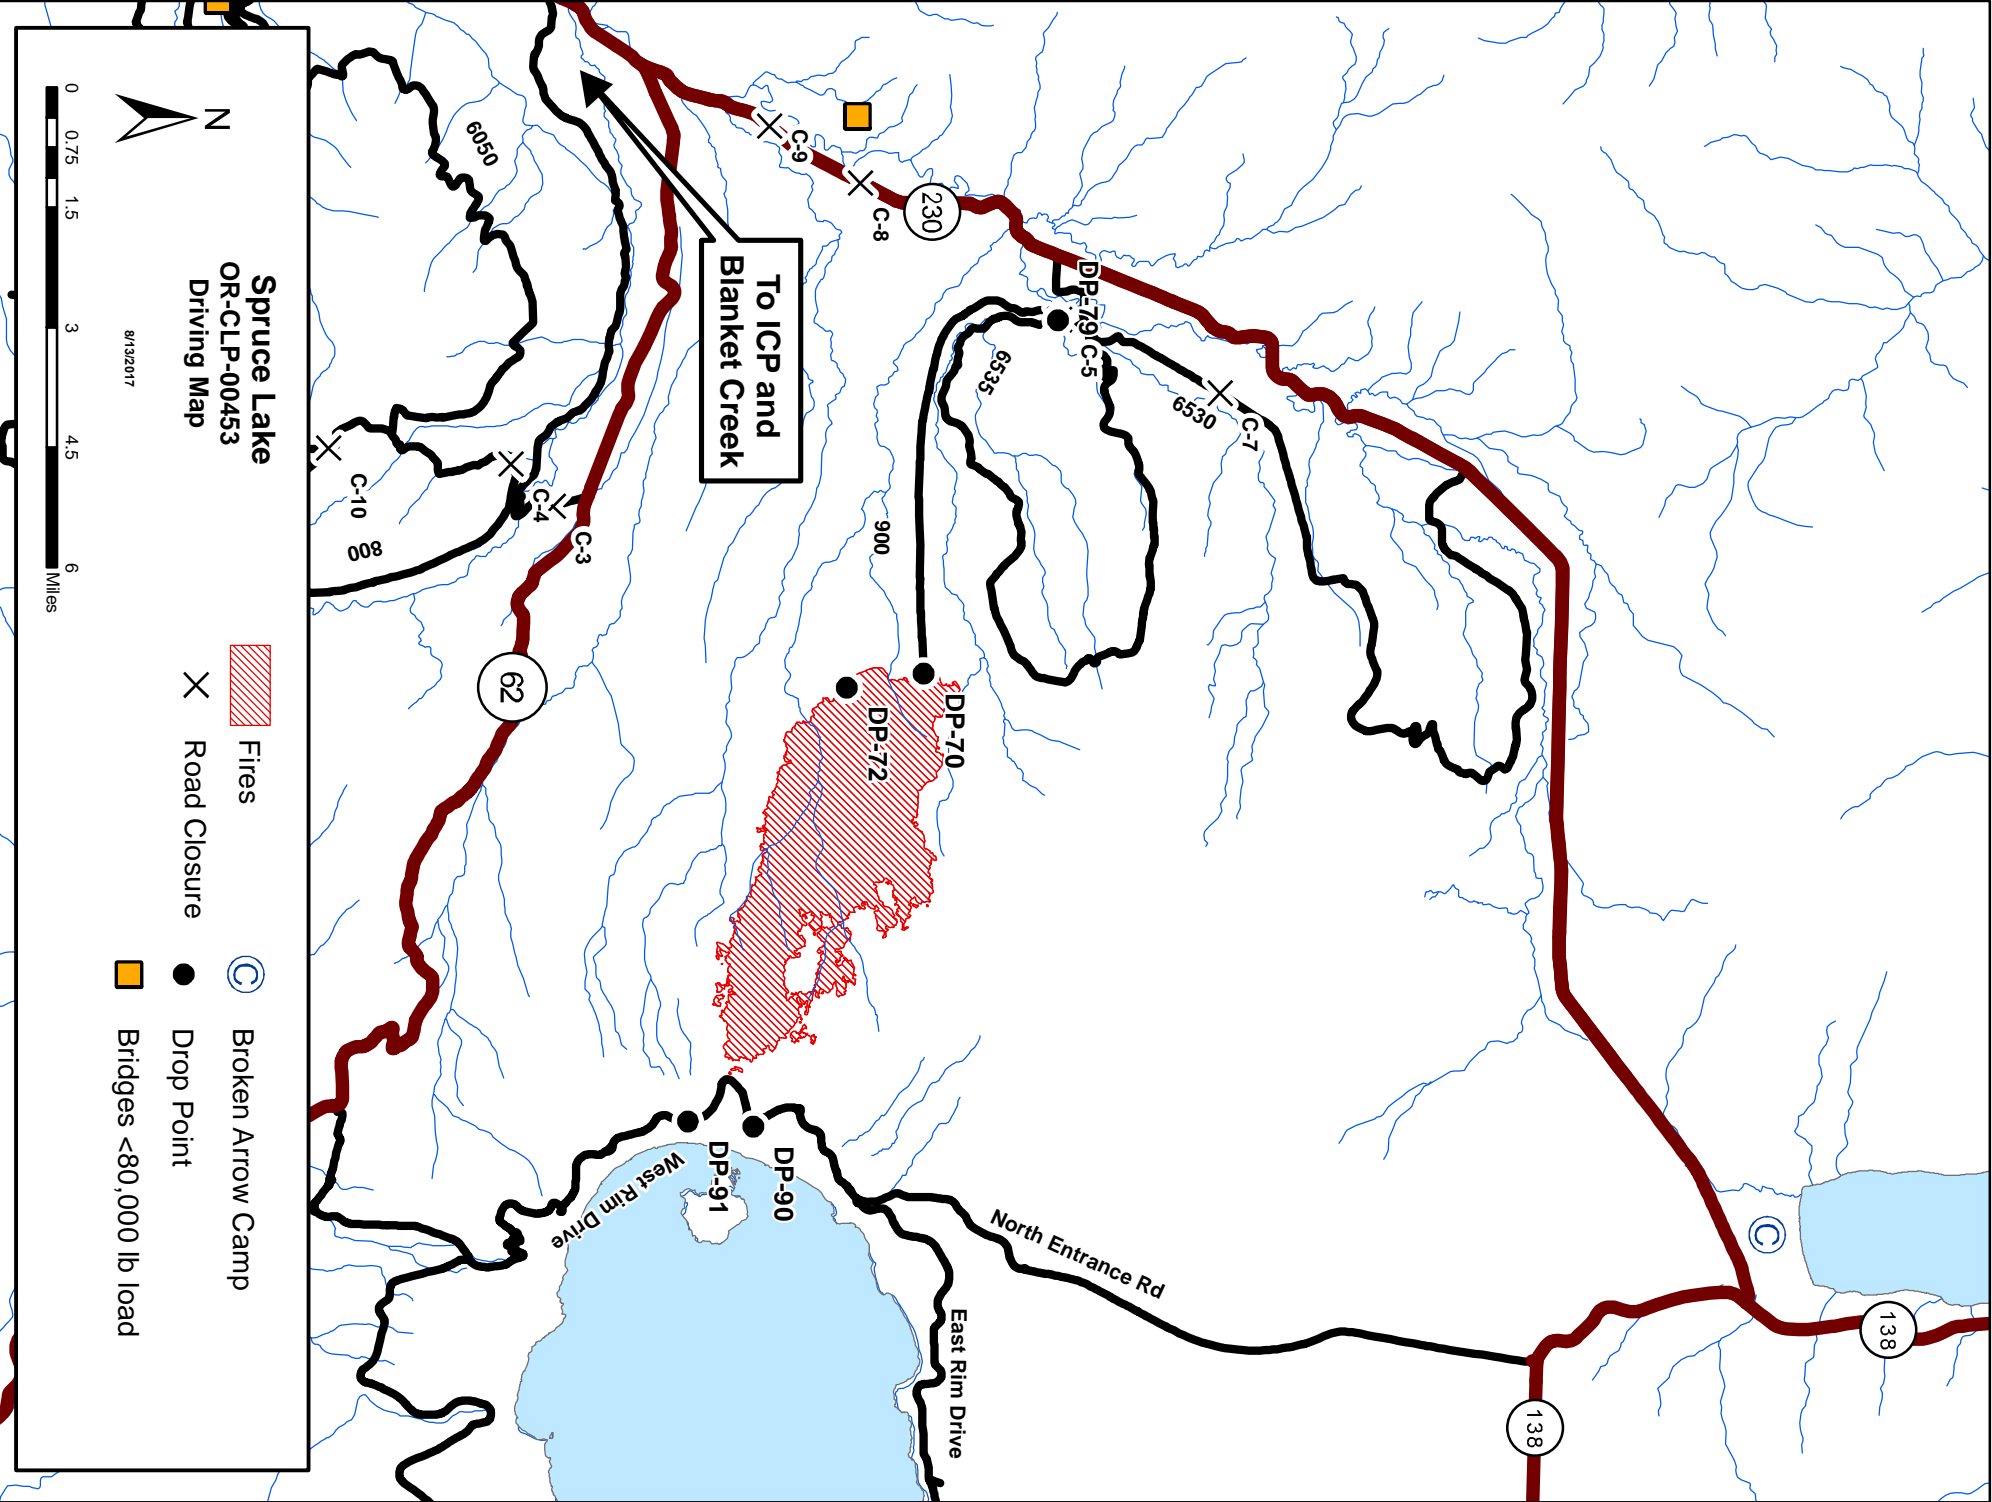 Spruce Lake
OR-CLLP-00453
Driving Map
8/13/2017
N
0 0.75 1.5 3 4.5 6
Miles
Fires
Road Closure
Broken Arrow Camp
Drop Point
Bridges <80,000 lb load
To ICP and
Blanket Creek
138
138
C
North Entrance Rd
East Rim Drive
West Rim Drive
DP-90
DP-91
DP-70
DP-72
DP-79
C-5
C-7
6530
6535
900
230
C-8
C-9
62
C-3
C-4
C-10
800
6050